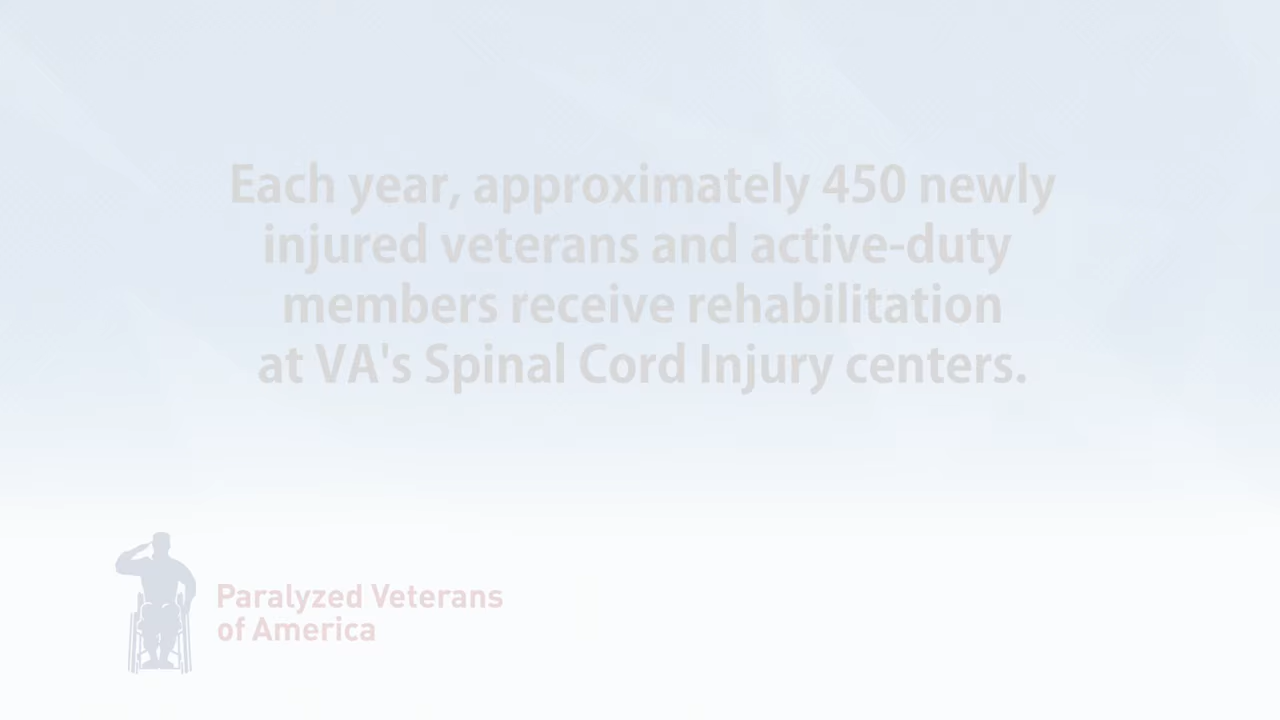 Each year, approximately 450 newly
injured veterans and active-duty
members receive rehabilitation
at VA's Spinal Cord Injury centers.
Paralyzed Veterans
of America